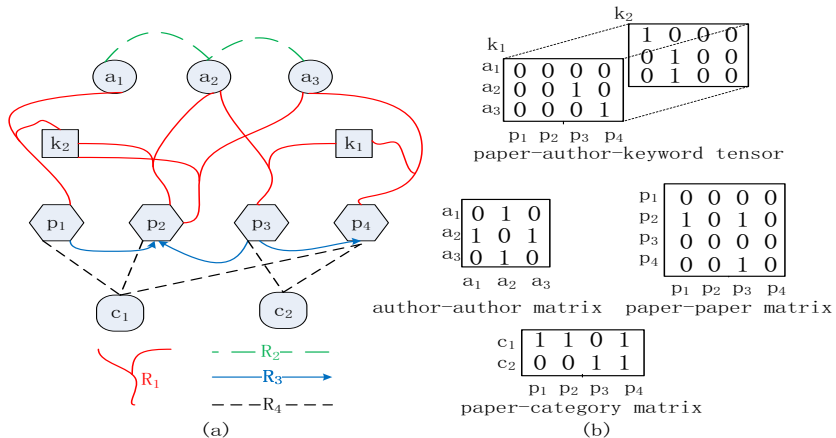 a1 a2 a3
k2 k1
p1 p2 p3 p4
c1 c2
R1
R2
R3
R4
(a)
k2
1 0 0 0
0 1 0 0
0 1 0 0
k1
a1 0 0 0 0
a2 0 0 1 0
a3 0 0 0 1
p1 p2 p3 p4
paper-author-keyword tensor
a1 0 1 0
a2 1 0 1
a3 0 1 0
a1 a2 a3
author-author matrix
p1 0 0 0 0
p2 1 0 1 0
p3 0 0 0 0
p4 0 0 1 0
p1 p2 p3 p4
paper-paper matrix
c1 1 1 0 1
c2 0 0 1 1
p1 p2 p3 p4
paper-category matrix
(b)